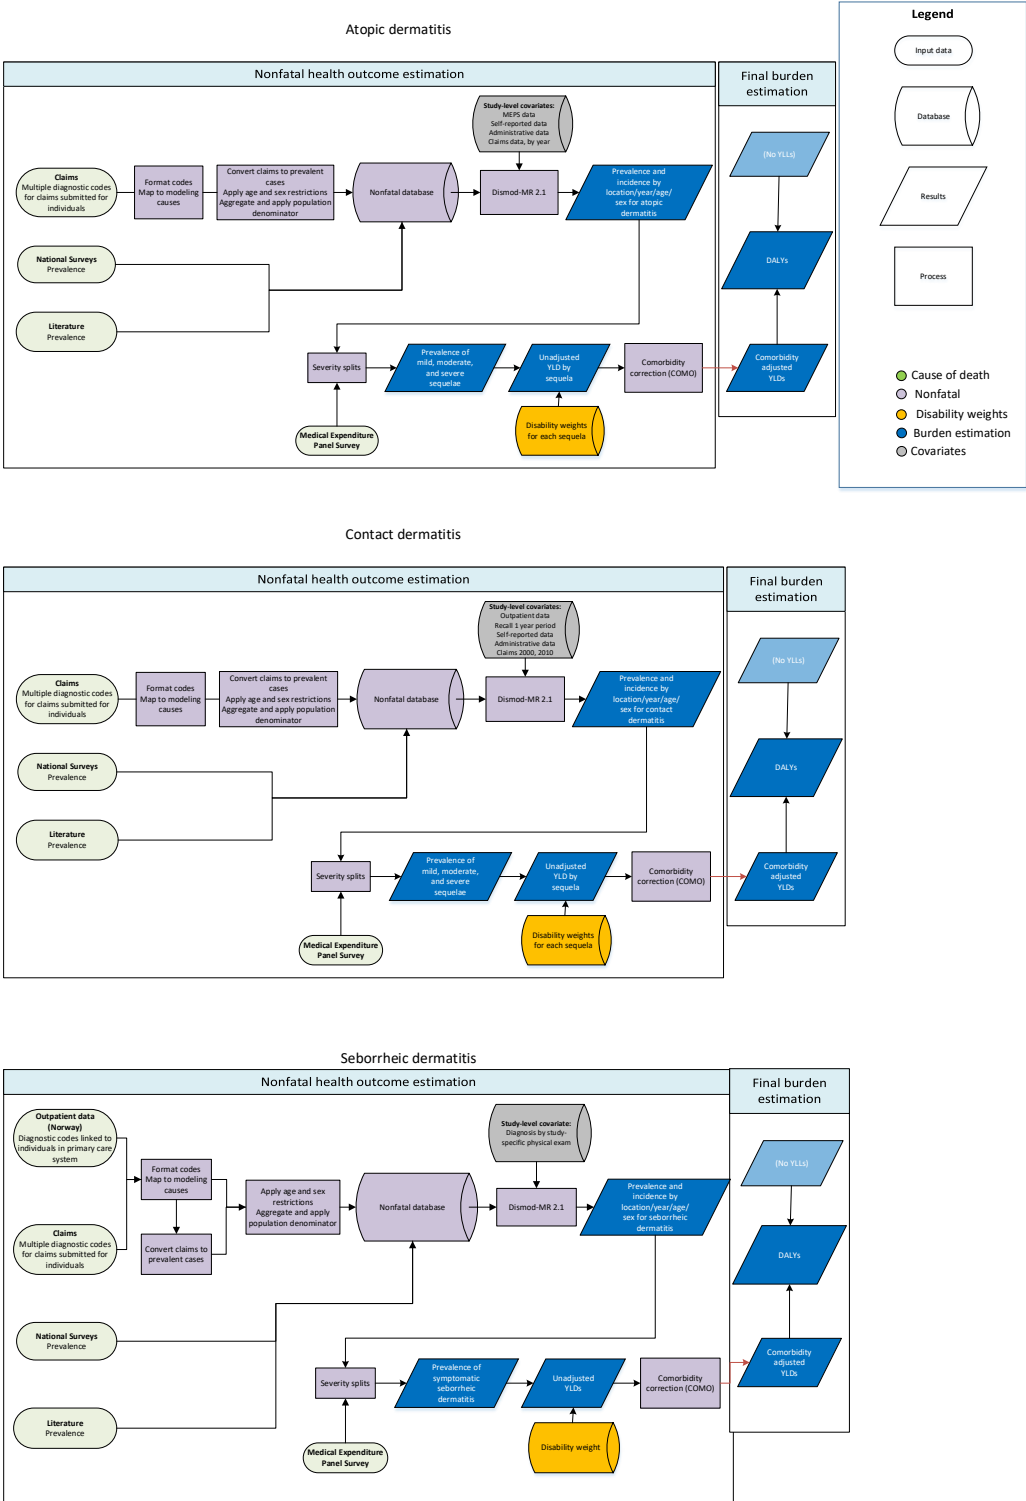 Atopic dermatitis
Legend
Input data
Database
Results
Process
Cause of death
Nonfatal
Disability weights
Burden estimation
Covariates
Nonfatal health outcome estimation
Final burden
estimation
Study-level covariates:
MEPS data
Self-reported data
Administrative data
Claims data, by year
Claims
Multiple diagnostic codes
for claims submitted for
individuals
Format codes
Map to modeling
causes
Convert claims to prevalent
cases
Apply age and sex restrictions
Aggregate and apply population
denominator
Nonfatal database
Dismod-MR 2.1
Prevalence and
incidence by
location/year/age/
sex for atopic
dermatitis
(No YLLs)
DALYs
National Surveys
Prevalence
Literature
Prevalence
Severity splits
Prevalence of
mild, moderate,
and severe
sequelae
Unadjusted
YLD by
sequela
Comorbidity
correction (COMO)
Comorbidity
adjusted
YLDs
Medical Expenditure
Panel Survey
Disability weights
for each sequela
Contact dermatitis
Nonfatal health outcome estimation
Final burden
estimation
Study-level covariates:
Outpatient data
Recall 1 year period
Self-reported data
Administrative data
Claims 2000, 2010
Claims
Multiple diagnostic codes
for claims submitted for
individuals
Format codes
Map to modeling
causes
Convert claims to prevalent
cases
Apply age and sex restrictions
Aggregate and apply population
denominator
Nonfatal database
Dismod-MR 2.1
Prevalence and
incidence by
location/year/age/
sex for contact
dermatitis
(No YLLs)
DALYs
National Surveys
Prevalence
Literature
Prevalence
Severity splits
Prevalence of
mild, moderate,
and severe
sequelae
Unadjusted
YLD by
sequela
Comorbidity
correction (COMO)
Comorbidity
adjusted
YLDs
Medical Expenditure
Panel Survey
Disability weights
for each sequela
Seborrheic dermatitis
Nonfatal health outcome estimation
Final burden
estimation
Outpatient data
(Norway)
Diagnostic codes linked to
individuals in primary care
system
Study-level covariate:
Diagnosis by study-
specific physical exam
Format codes
Map to modeling
causes
Apply age and sex
restrictions
Aggregate and apply
population denominator
Nonfatal database
Dismod-MR 2.1
Prevalence and
incidence by
location/year/age/
sex for seborrheic
dermatitis
(No YLLs)
DALYs
Claims
Multiple diagnostic codes
for claims submitted for
individuals
Convert claims to
prevalent cases
National Surveys
Prevalence
Literature
Prevalence
Severity splits
Prevalence of
symptomatic
seborrheic
dermatitis
Unadjusted
YLDs
Comorbidity
correction (COMO)
Comorbidity
adjusted
YLDs
Medical Expenditure
Panel Survey
Disability weight